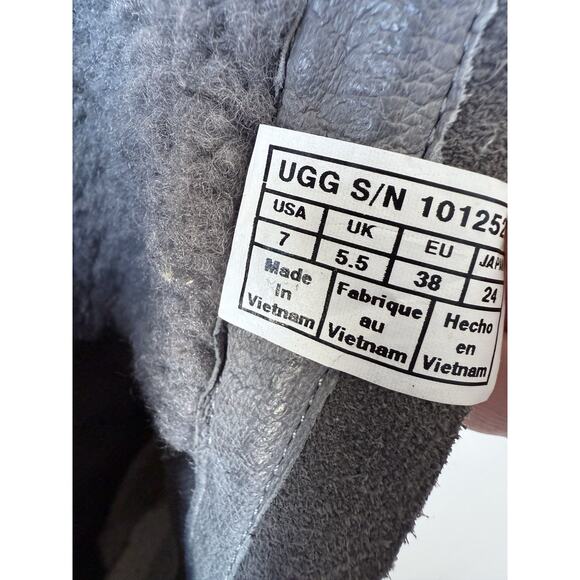 UGG S/N 101252
USA UK EU
7 5.5 38 24
Made Fabrique Hecho
In au en
Vietnam Vietnam Vietnam